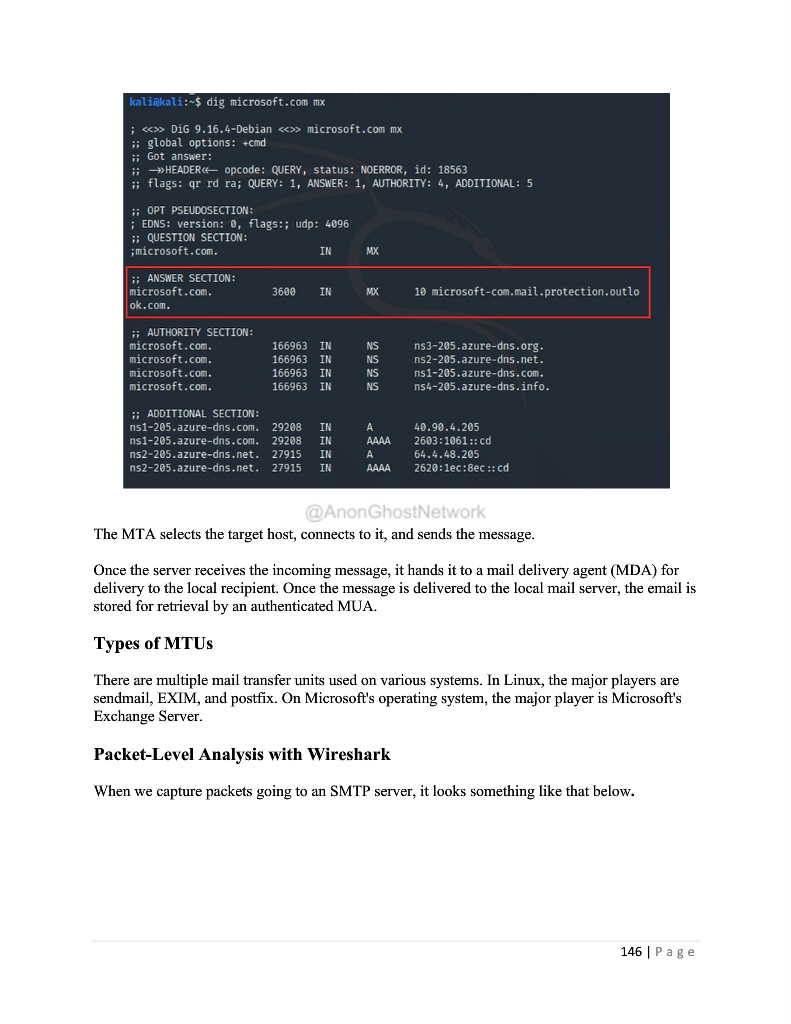 kali@kali:~$ dig microsoft.com mx
; <<>> DiG 9.16.4-Debian <<>> microsoft.com mx
;; global options: +cmd
;; Got answer:
;; ->>HEADER<<- opcode: QUERY, status: NOERROR, id: 18563
;; flags: qr rd ra; QUERY: 1, ANSWER: 1, AUTHORITY: 4, ADDITIONAL: 5
;; OPT PSEUDOSECTION:
; EDNS: version: 0, flags:; udp: 4096
;; QUESTION SECTION:
;microsoft.com. IN MX
;; ANSWER SECTION:
microsoft.com. 3600 IN MX 10 microsoft-com.mail.protection.outlo
ok.com.
;; AUTHORITY SECTION:
microsoft.com. 166963 IN NS ns3-205.azure-dns.org.
microsoft.com. 166963 IN NS ns2-205.azure-dns.net.
microsoft.com. 166963 IN NS ns1-205.azure-dns.com.
microsoft.com. 166963 IN NS ns4-205.azure-dns.info.
;; ADDITIONAL SECTION:
ns1-205.azure-dns.com. 29208 IN A 40.90.4.205
ns1-205.azure-dns.com. 29208 IN AAAA 2603:1061::cd
ns2-205.azure-dns.net. 27915 IN A 64.4.48.205
ns2-205.azure-dns.net. 27915 IN AAAA 2620:1ec:8ec::cd
@AnonGhostNetwork
The MTA selects the target host, connects to it, and sends the message.
Once the server receives the incoming message, it hands it to a mail delivery agent (MDA) for
delivery to the local recipient. Once the message is delivered to the local mail server, the email is
stored for retrieval by an authenticated MUA.
Types of MTUs
There are multiple mail transfer units used on various systems. In Linux, the major players are
sendmail, EXIM, and postfix. On Microsoft's operating system, the major player is Microsoft's
Exchange Server.
Packet-Level Analysis with Wireshark
When we capture packets going to an SMTP server, it looks something like that below.
146 | Page